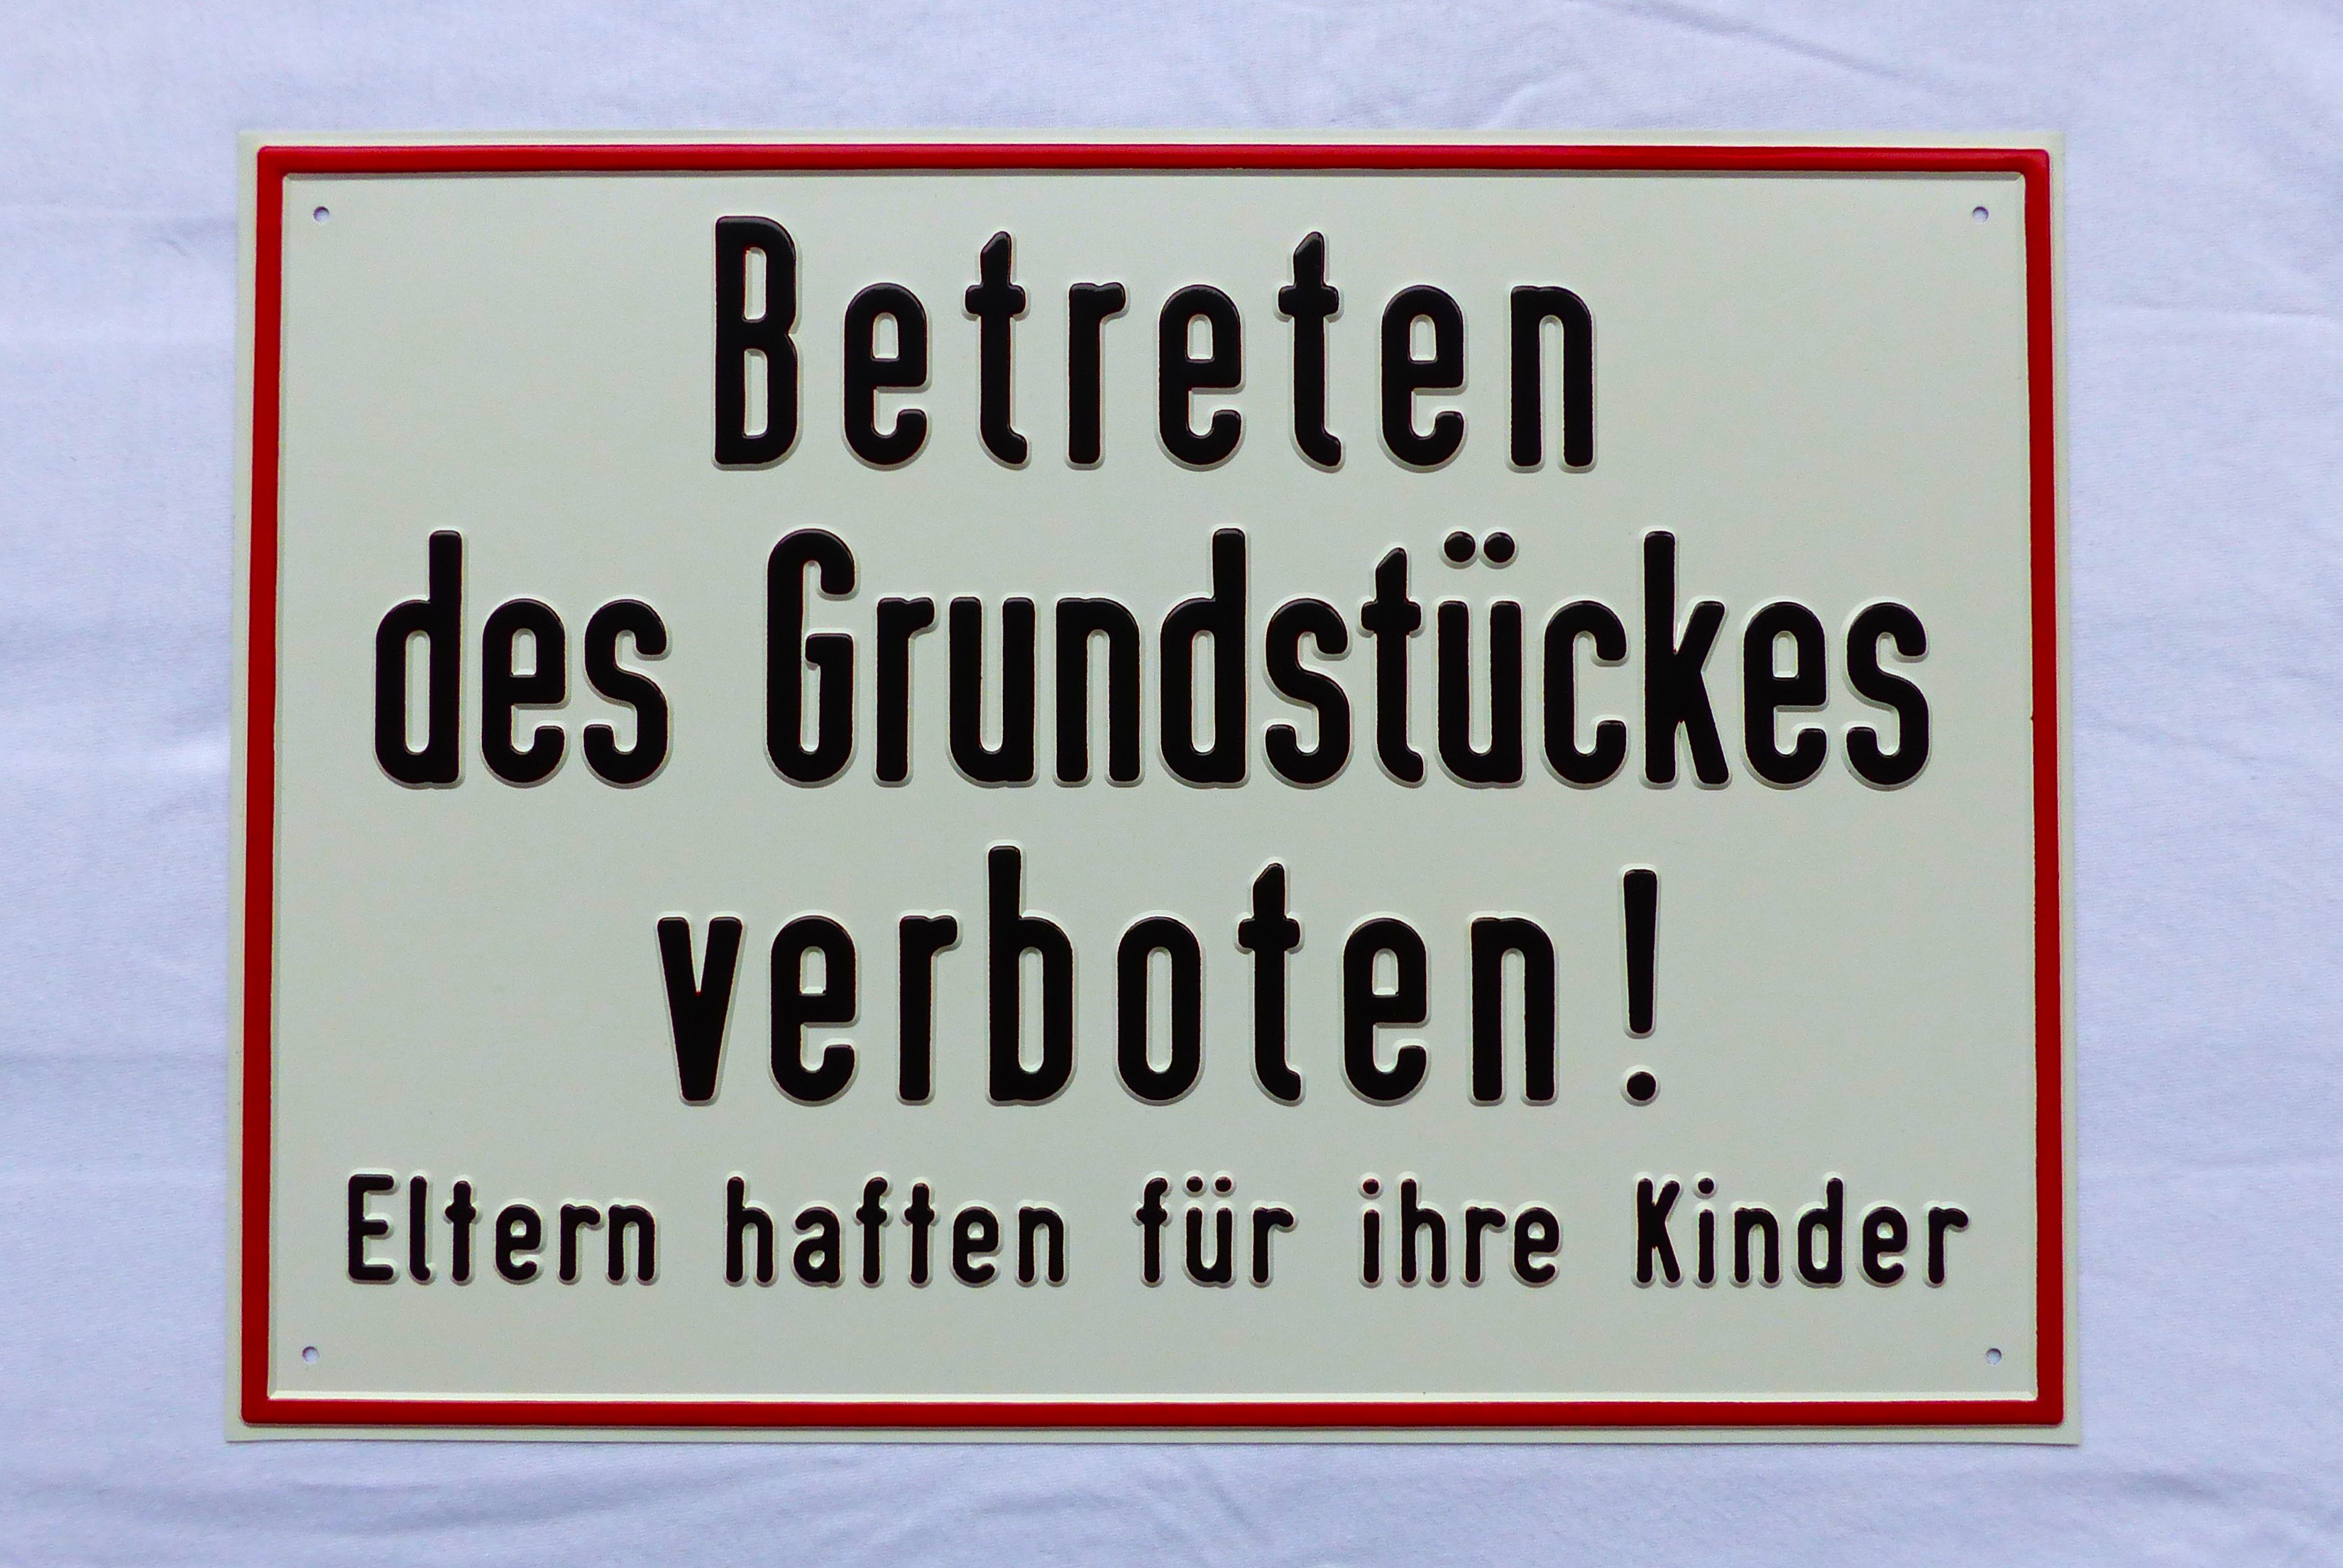 Betreten
des Grundstückes
verboten!
Eltern haften für ihre Kinder